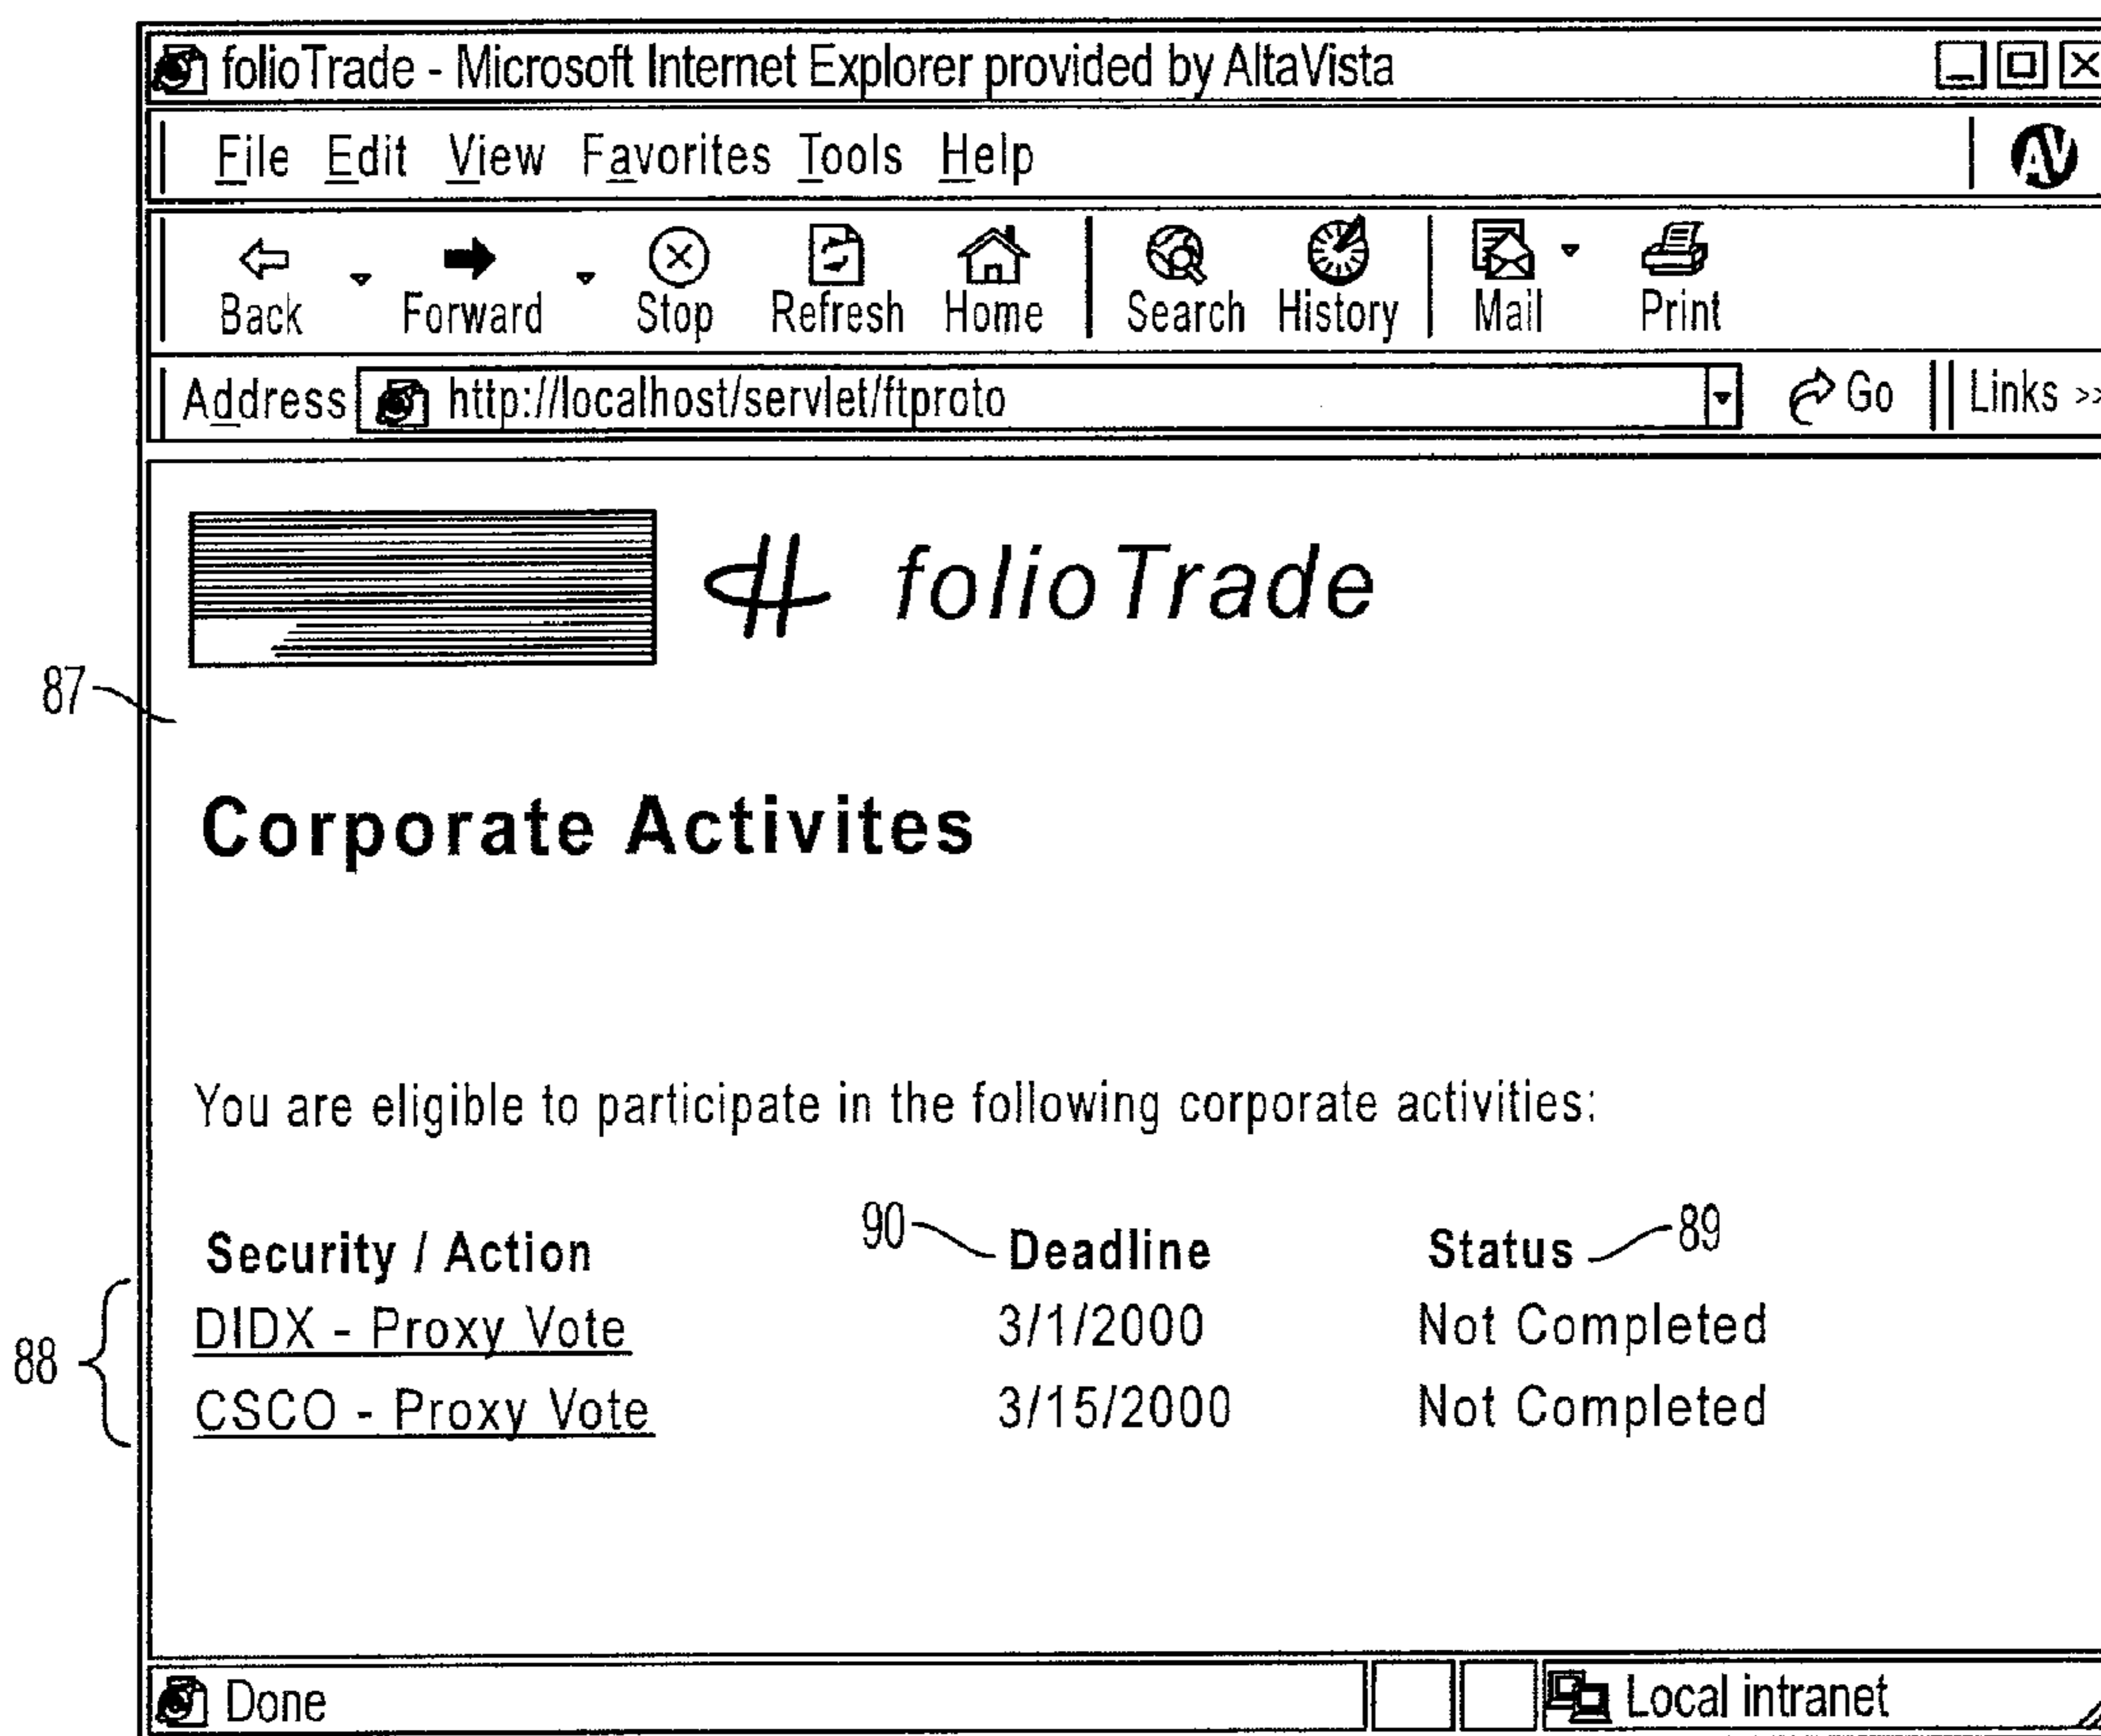 folioTrade - Microsoft Internet Explorer provided by AltaVista
File Edit View Favorites Tools Help
AV
Back Forward Stop Refresh Home Search History Mail Print
Address http://localhost/servlet/ftproto Go Links >>
folioTrade
87
Corporate Activites
You are eligible to participate in the following corporate activities:
Security / Action 90 Deadline Status 89
DIDX - Proxy Vote 3/1/2000 Not Completed
88
CSCO - Proxy Vote 3/15/2000 Not Completed
Done Local intranet